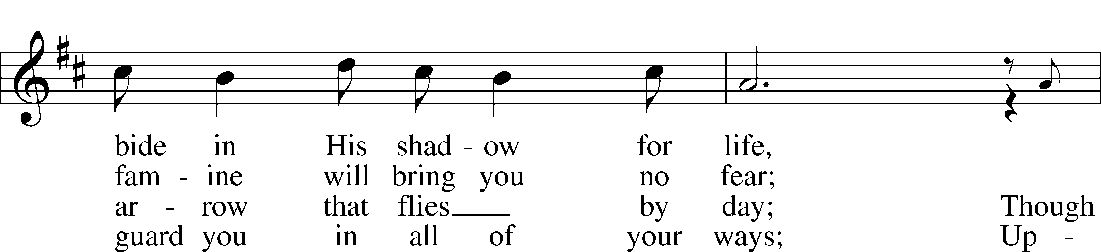 bide in His shad - ow for life,
fam - ine will bring you no fear;
ar - row that flies by day; Though
guard you in all of your ways; Up -